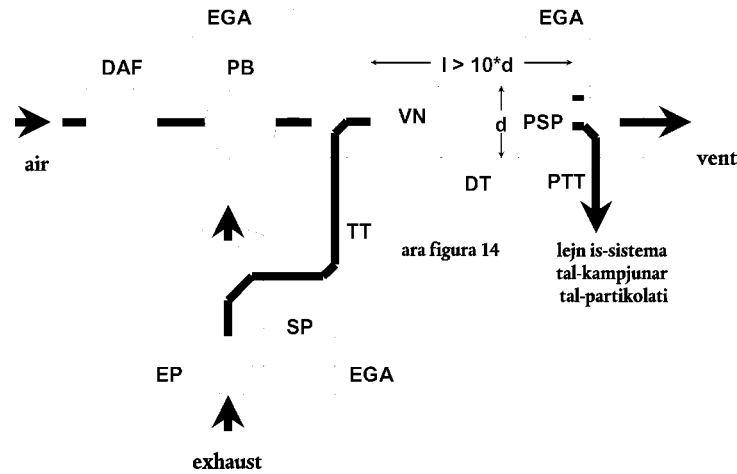 EGA
EGA
DAF
PB
l > 10*d
VN
d
PSP
air
vent
DT
PTT
TT
ara figura 14
lejn is-sistema
tal-kampjunar
tal-partikolati
SP
EP
EGA
exhaust